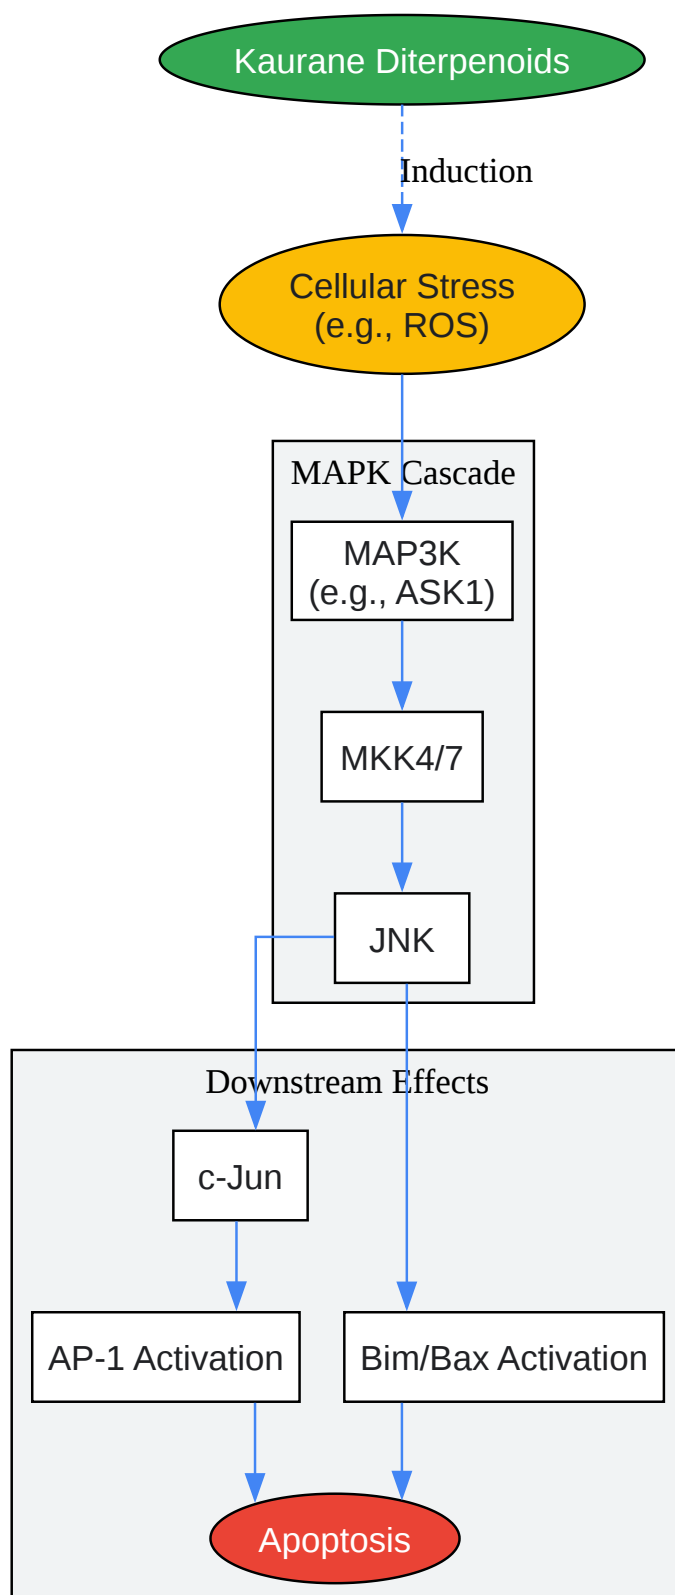 Kaurane Diterpenoids
Induction
Cellular Stress
(e.g., ROS)
MAPK Cascade
MAP3K
(e.g., ASK1)
MKK4/7
JNK
Downstream Effects
c-Jun
AP-1 Activation
Bim/Bax Activation
Apoptosis